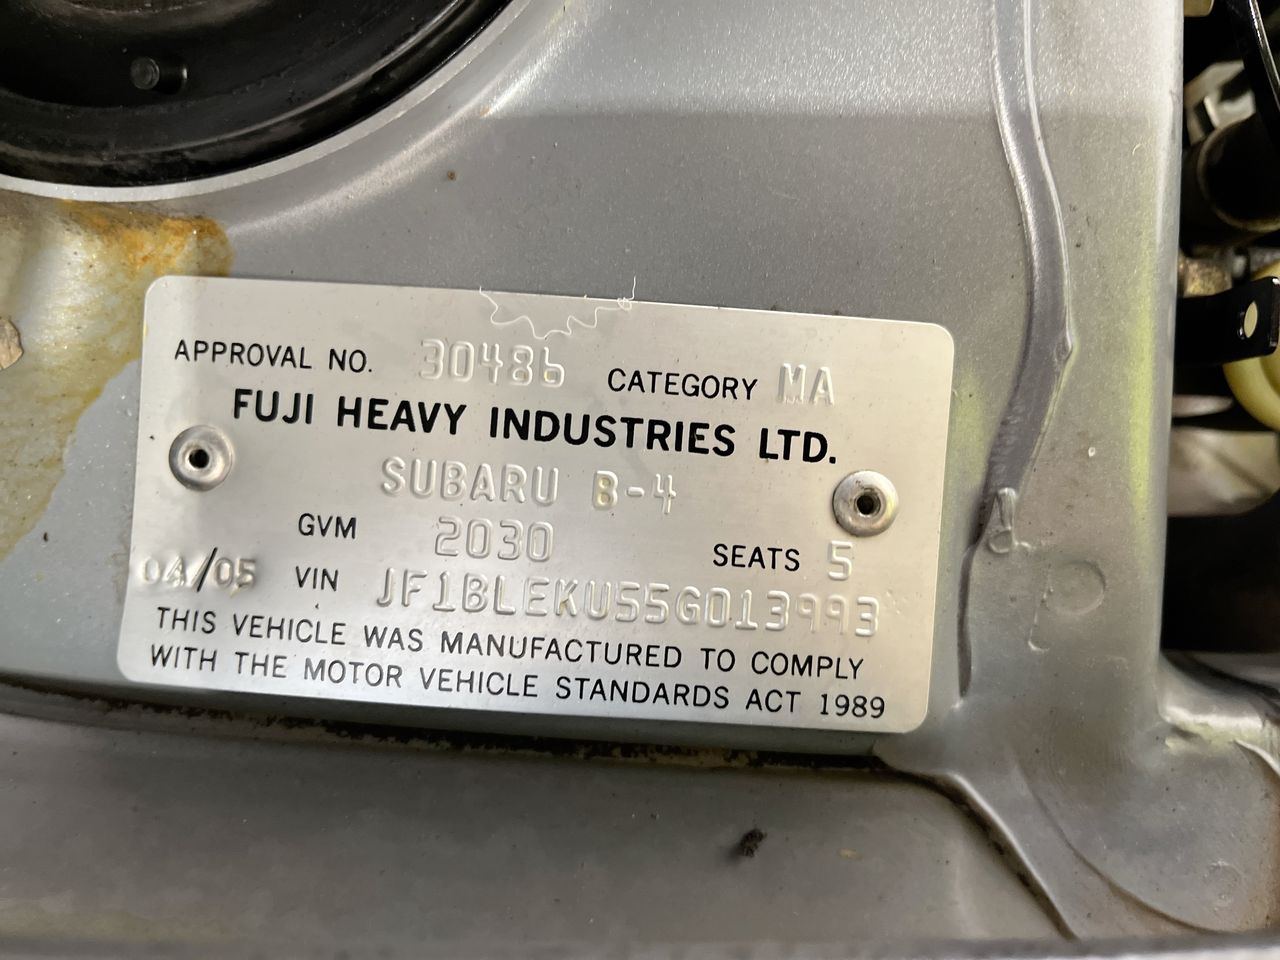 APPROVAL NO. 30486 CATEGORY MA
FUJI HEAVY INDUSTRIES LTD.
SUBARU B-4
GVM 2030 SEATS 5
04/05 VIN JF1BLEKU55G013993
THIS VEHICLE WAS MANUFACTURED TO COMPLY
WITH THE MOTOR VEHICLE STANDARDS ACT 1989